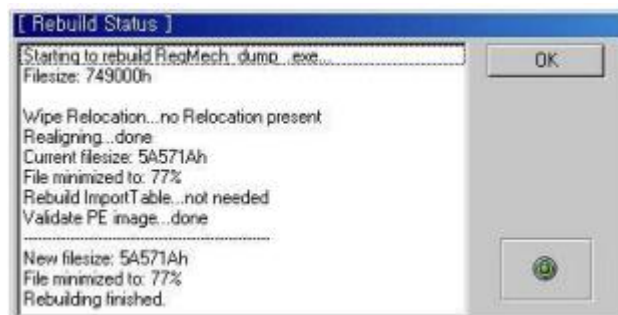 [ Rebuild Status ]
Starting to rebuild RegMech_dump_.exe...
OK
Filesize: 749000h
Wipe Relocation...no Relocation present
Realigning...done
Current filesize: 5A571Ah
File minimized to: 77%
Rebuild ImportTable...not needed
Validate PE image...done
--------------------------------------------------
New filesize: 5A571Ah
File minimized to: 77%
Rebuilding finished.